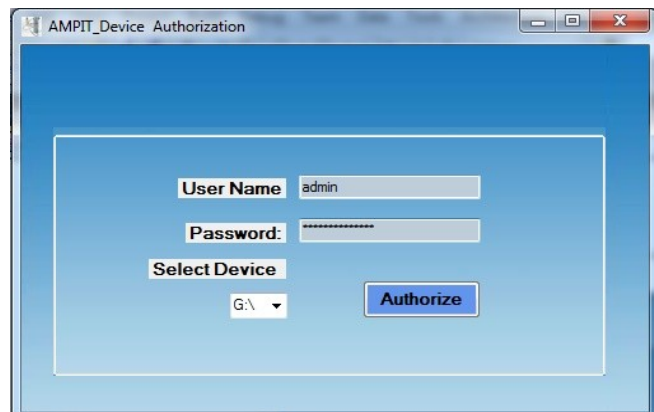 AMPIT_Device Authorization
User Name admin
Password: **************
Select Device
G:\
Authorize